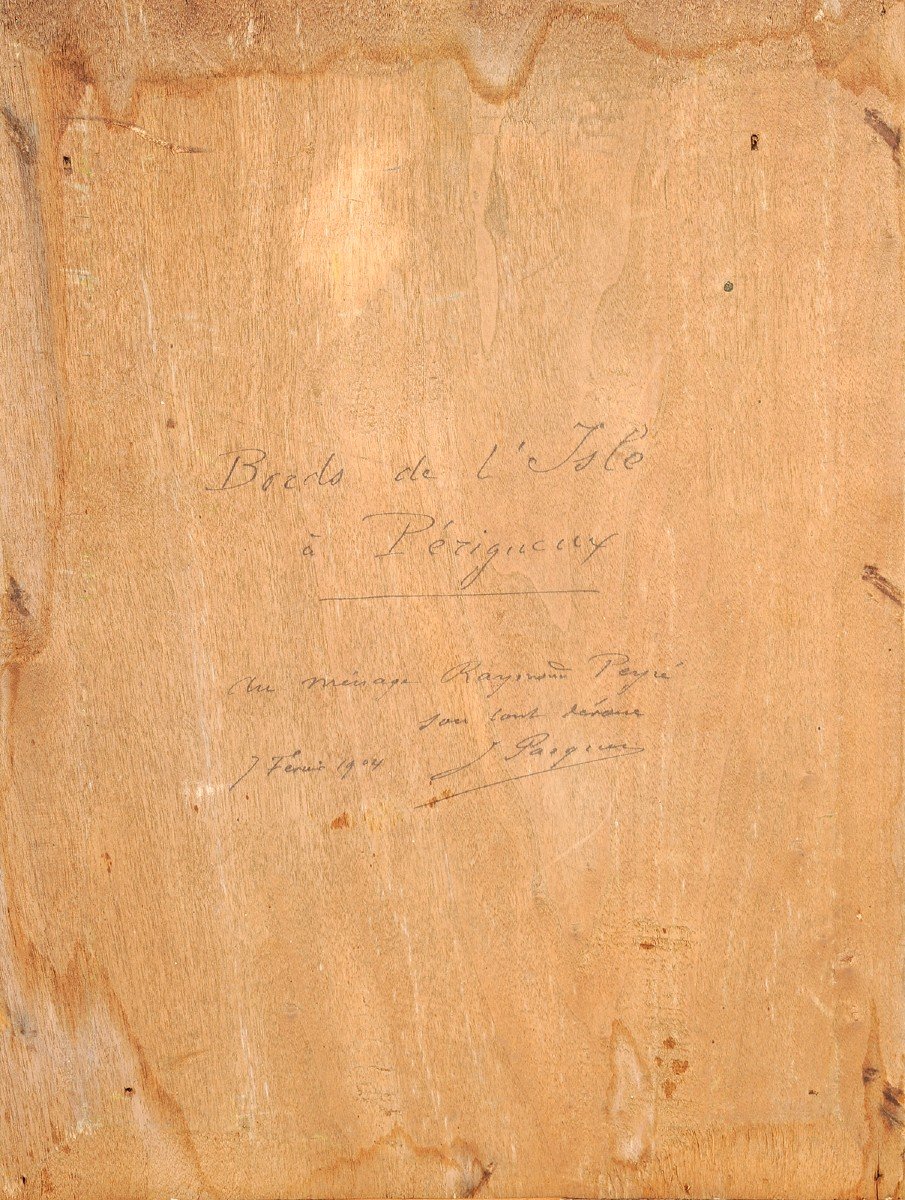 Bords de l'Isle
à Périgueux
Au ménage Raymond Peyré
son tout dévoué
7 Février 1904 J